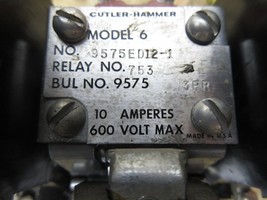 CUTLER-HAMMER
MODEL 6
NO. 9575ED12-1
RELAY NO. 753
BUL NO. 9575
10 AMPERES
600 VOLT MAX
MADE IN U.S.A.